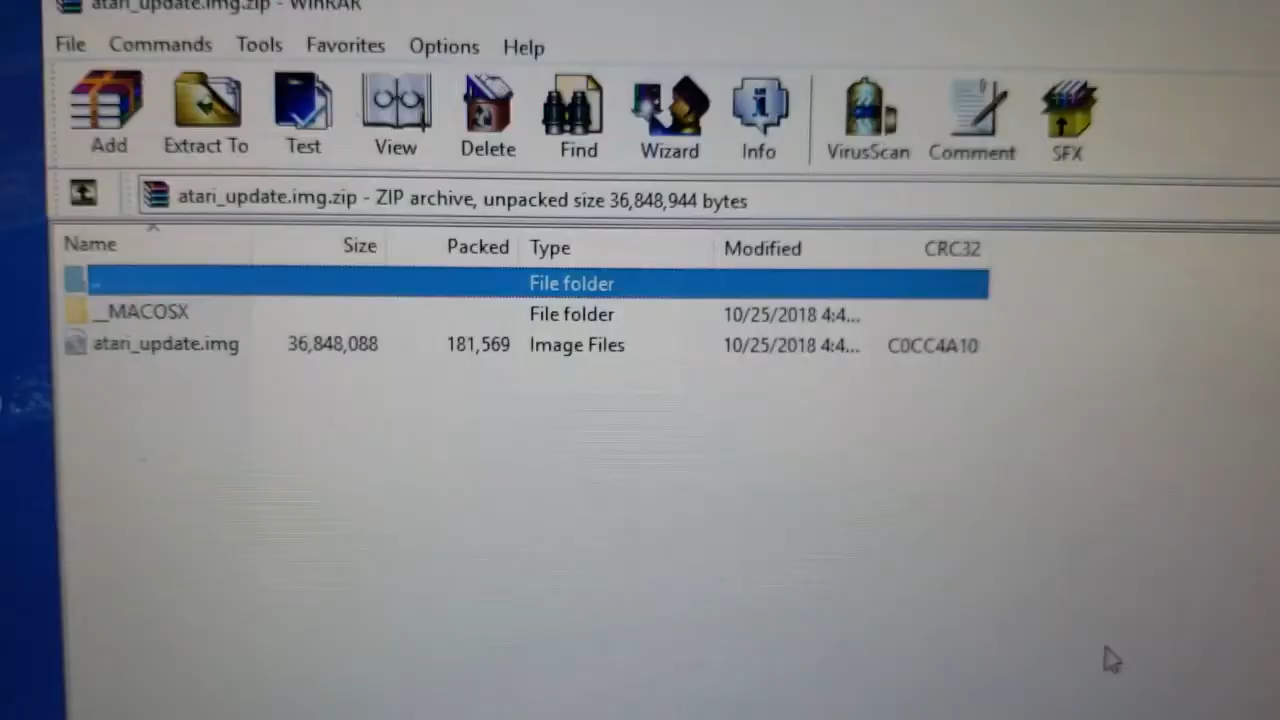 atari_update.img.zip - WinRAR
File Commands Tools Favorites Options Help
Add Extract To Test View Delete Find Wizard Info VirusScan Comment SFX
atari_update.img.zip - ZIP archive, unpacked size 36,848,944 bytes
Name Size Packed Type Modified CRC32
.. File folder
__MACOSX File folder 10/25/2018 4:4...
atari_update.img 36,848,088 181,569 Image Files 10/25/2018 4:4... C0CC4A10